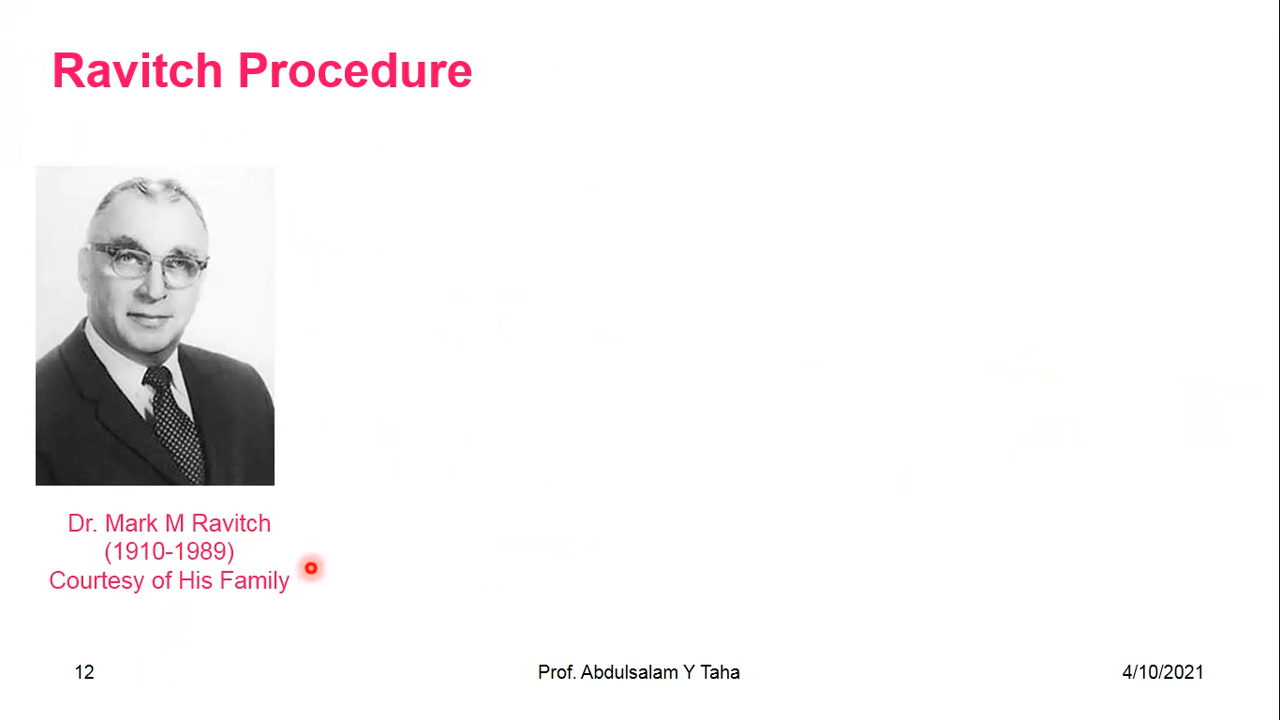 Ravitch Procedure
Dr. Mark M Ravitch
(1910-1989)
Courtesy of His Family
12
Prof. Abdulsalam Y Taha
4/10/2021